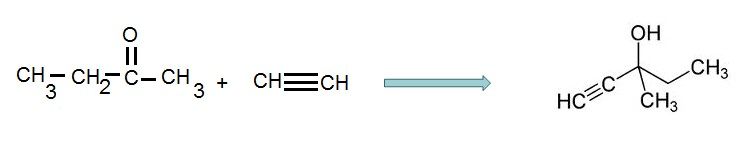 O
CH3-CH2-C-CH3 + CH≡CH
OH
CH3
HC≡C
CH3